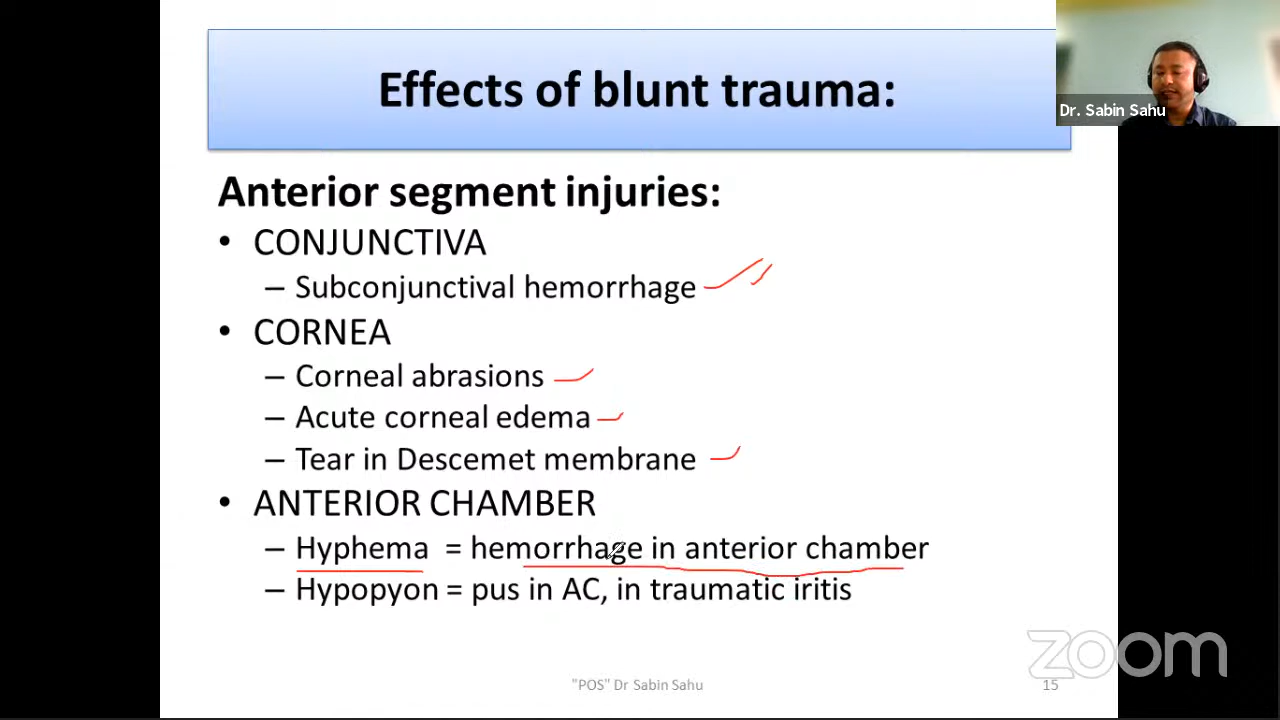 Effects of blunt trauma:
Dr. Sabin Sahu
Anterior segment injuries:
• CONJUNCTIVA
– Subconjunctival hemorrhage
• CORNEA
– Corneal abrasions
– Acute corneal edema
– Tear in Descemet membrane
• ANTERIOR CHAMBER
– Hyphema = hemorrhage in anterior chamber
– Hypopyon = pus in AC, in traumatic iritis
zoom
"POS" Dr Sabin Sahu
15